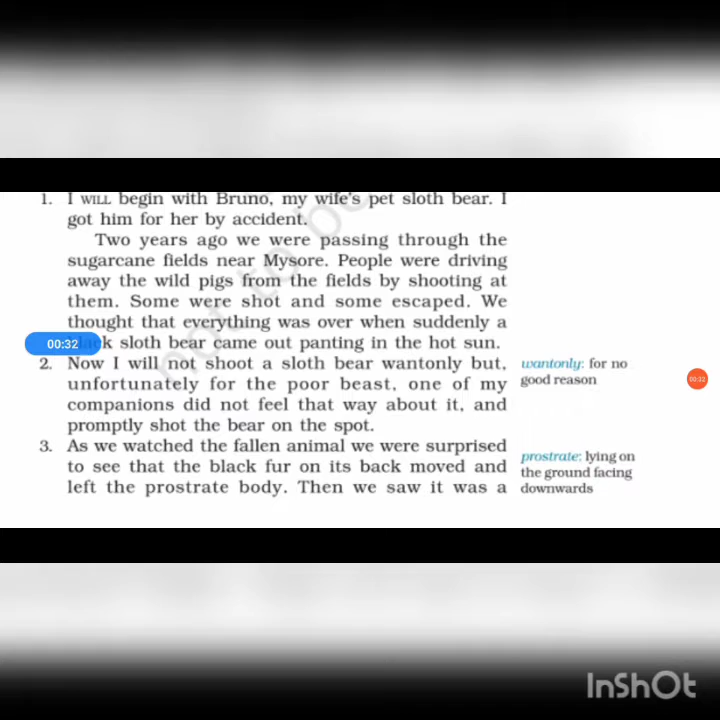 1. I WILL begin with Bruno, my wife's pet sloth bear. I
got him for her by accident.
Two years ago we were passing through the
sugarcane fields near Mysore. People were driving
away the wild pigs from the fields by shooting at
them. Some were shot and some escaped. We
thought that everything was over when suddenly a
00:32
sloth bear came out panting in the hot sun.
2. Now I will not shoot a sloth bear wantonly but,
unfortunately for the poor beast, one of my
companions did not feel that way about it, and
promptly shot the bear on the spot.
wantonly: for no
good reason
00:32
3. As we watched the fallen animal we were surprised
to see that the black fur on its back moved and
left the prostrate body. Then we saw it was a
prostrate: lying on
the ground facing
downwards
not to be
InShOt